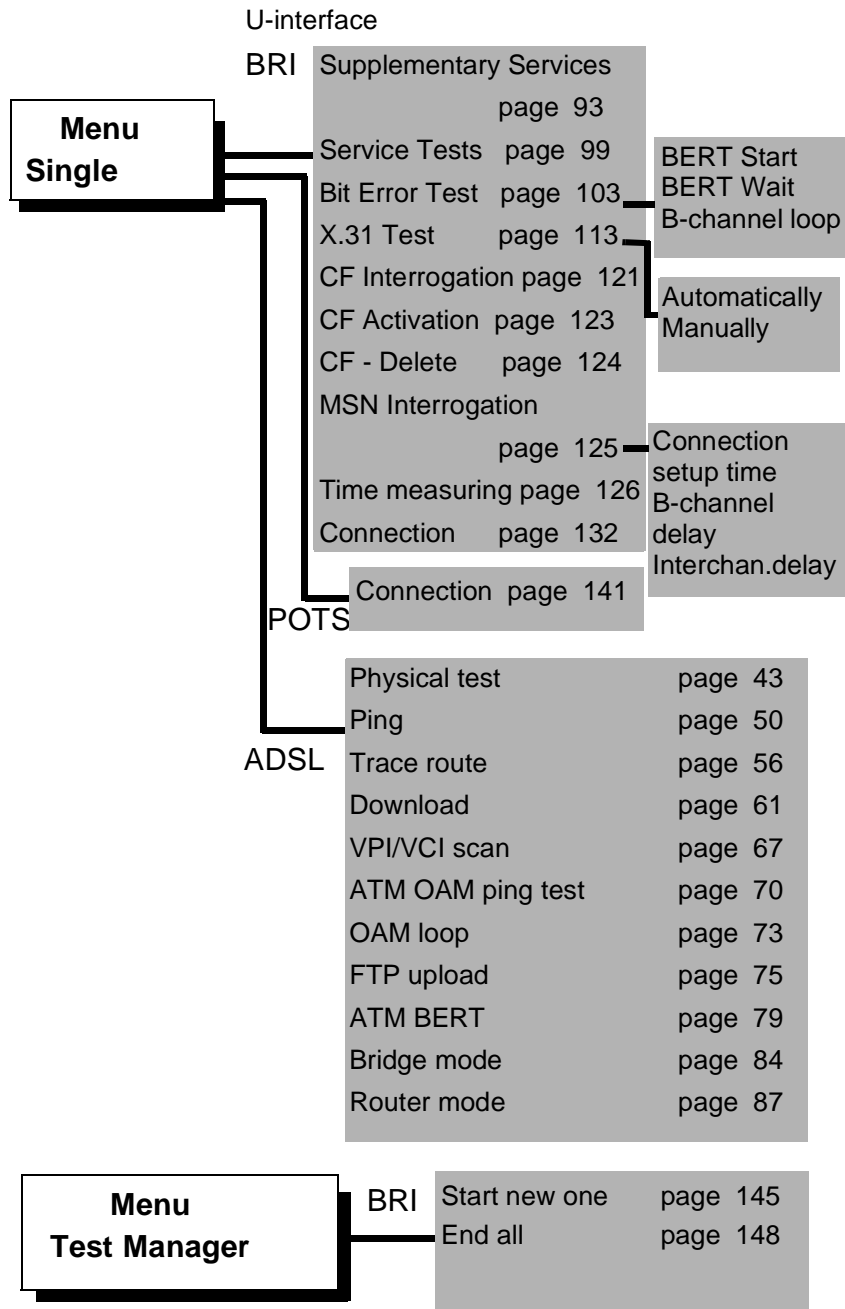 U-interface
BRI
Supplementary Services
page 93
Menu
Single
Service Tests page 99
Bit Error Test page 103
X.31 Test page 113
CF Interrogation page 121
CF Activation page 123
CF - Delete page 124
MSN Interrogation
page 125
Time measuring page 126
Connection page 132
BERT Start
BERT Wait
B-channel loop
Automatically
Manually
Connection
setup time
B-channel
delay
Interchan.delay
POTS
Connection page 141
ADSL
Physical test page 43
Ping page 50
Trace route page 56
Download page 61
VPI/VCI scan page 67
ATM OAM ping test page 70
OAM loop page 73
FTP upload page 75
ATM BERT page 79
Bridge mode page 84
Router mode page 87
Menu
Test Manager
BRI
Start new one page 145
End all page 148